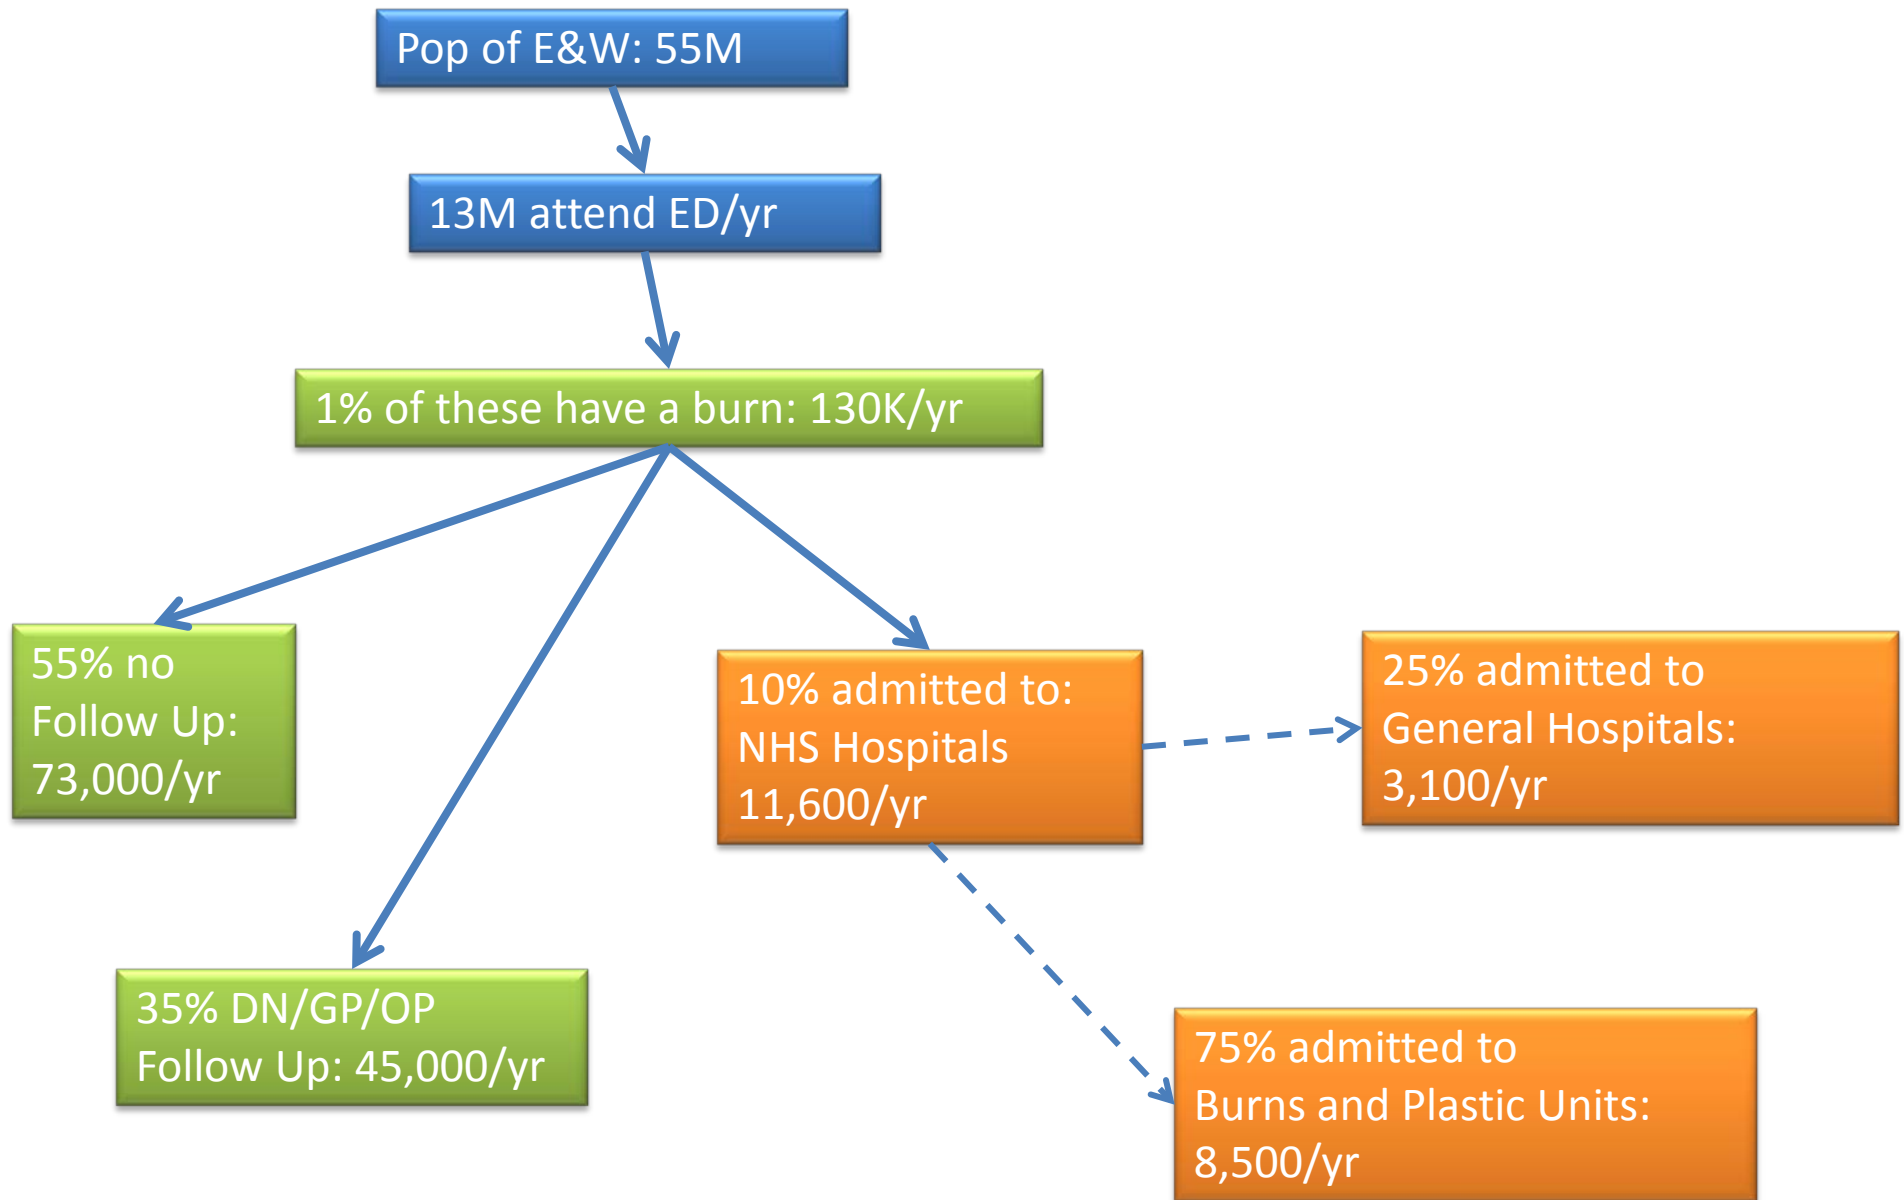 Pop of E&W: 55M
13M attend ED/yr
1% of these have a burn: 130K/yr
55% no
Follow Up:
73,000/yr
10% admitted to:
NHS Hospitals
11,600/yr
25% admitted to
General Hospitals:
3,100/yr
35% DN/GP/OP
Follow Up: 45,000/yr
75% admitted to
Burns and Plastic Units:
8,500/yr